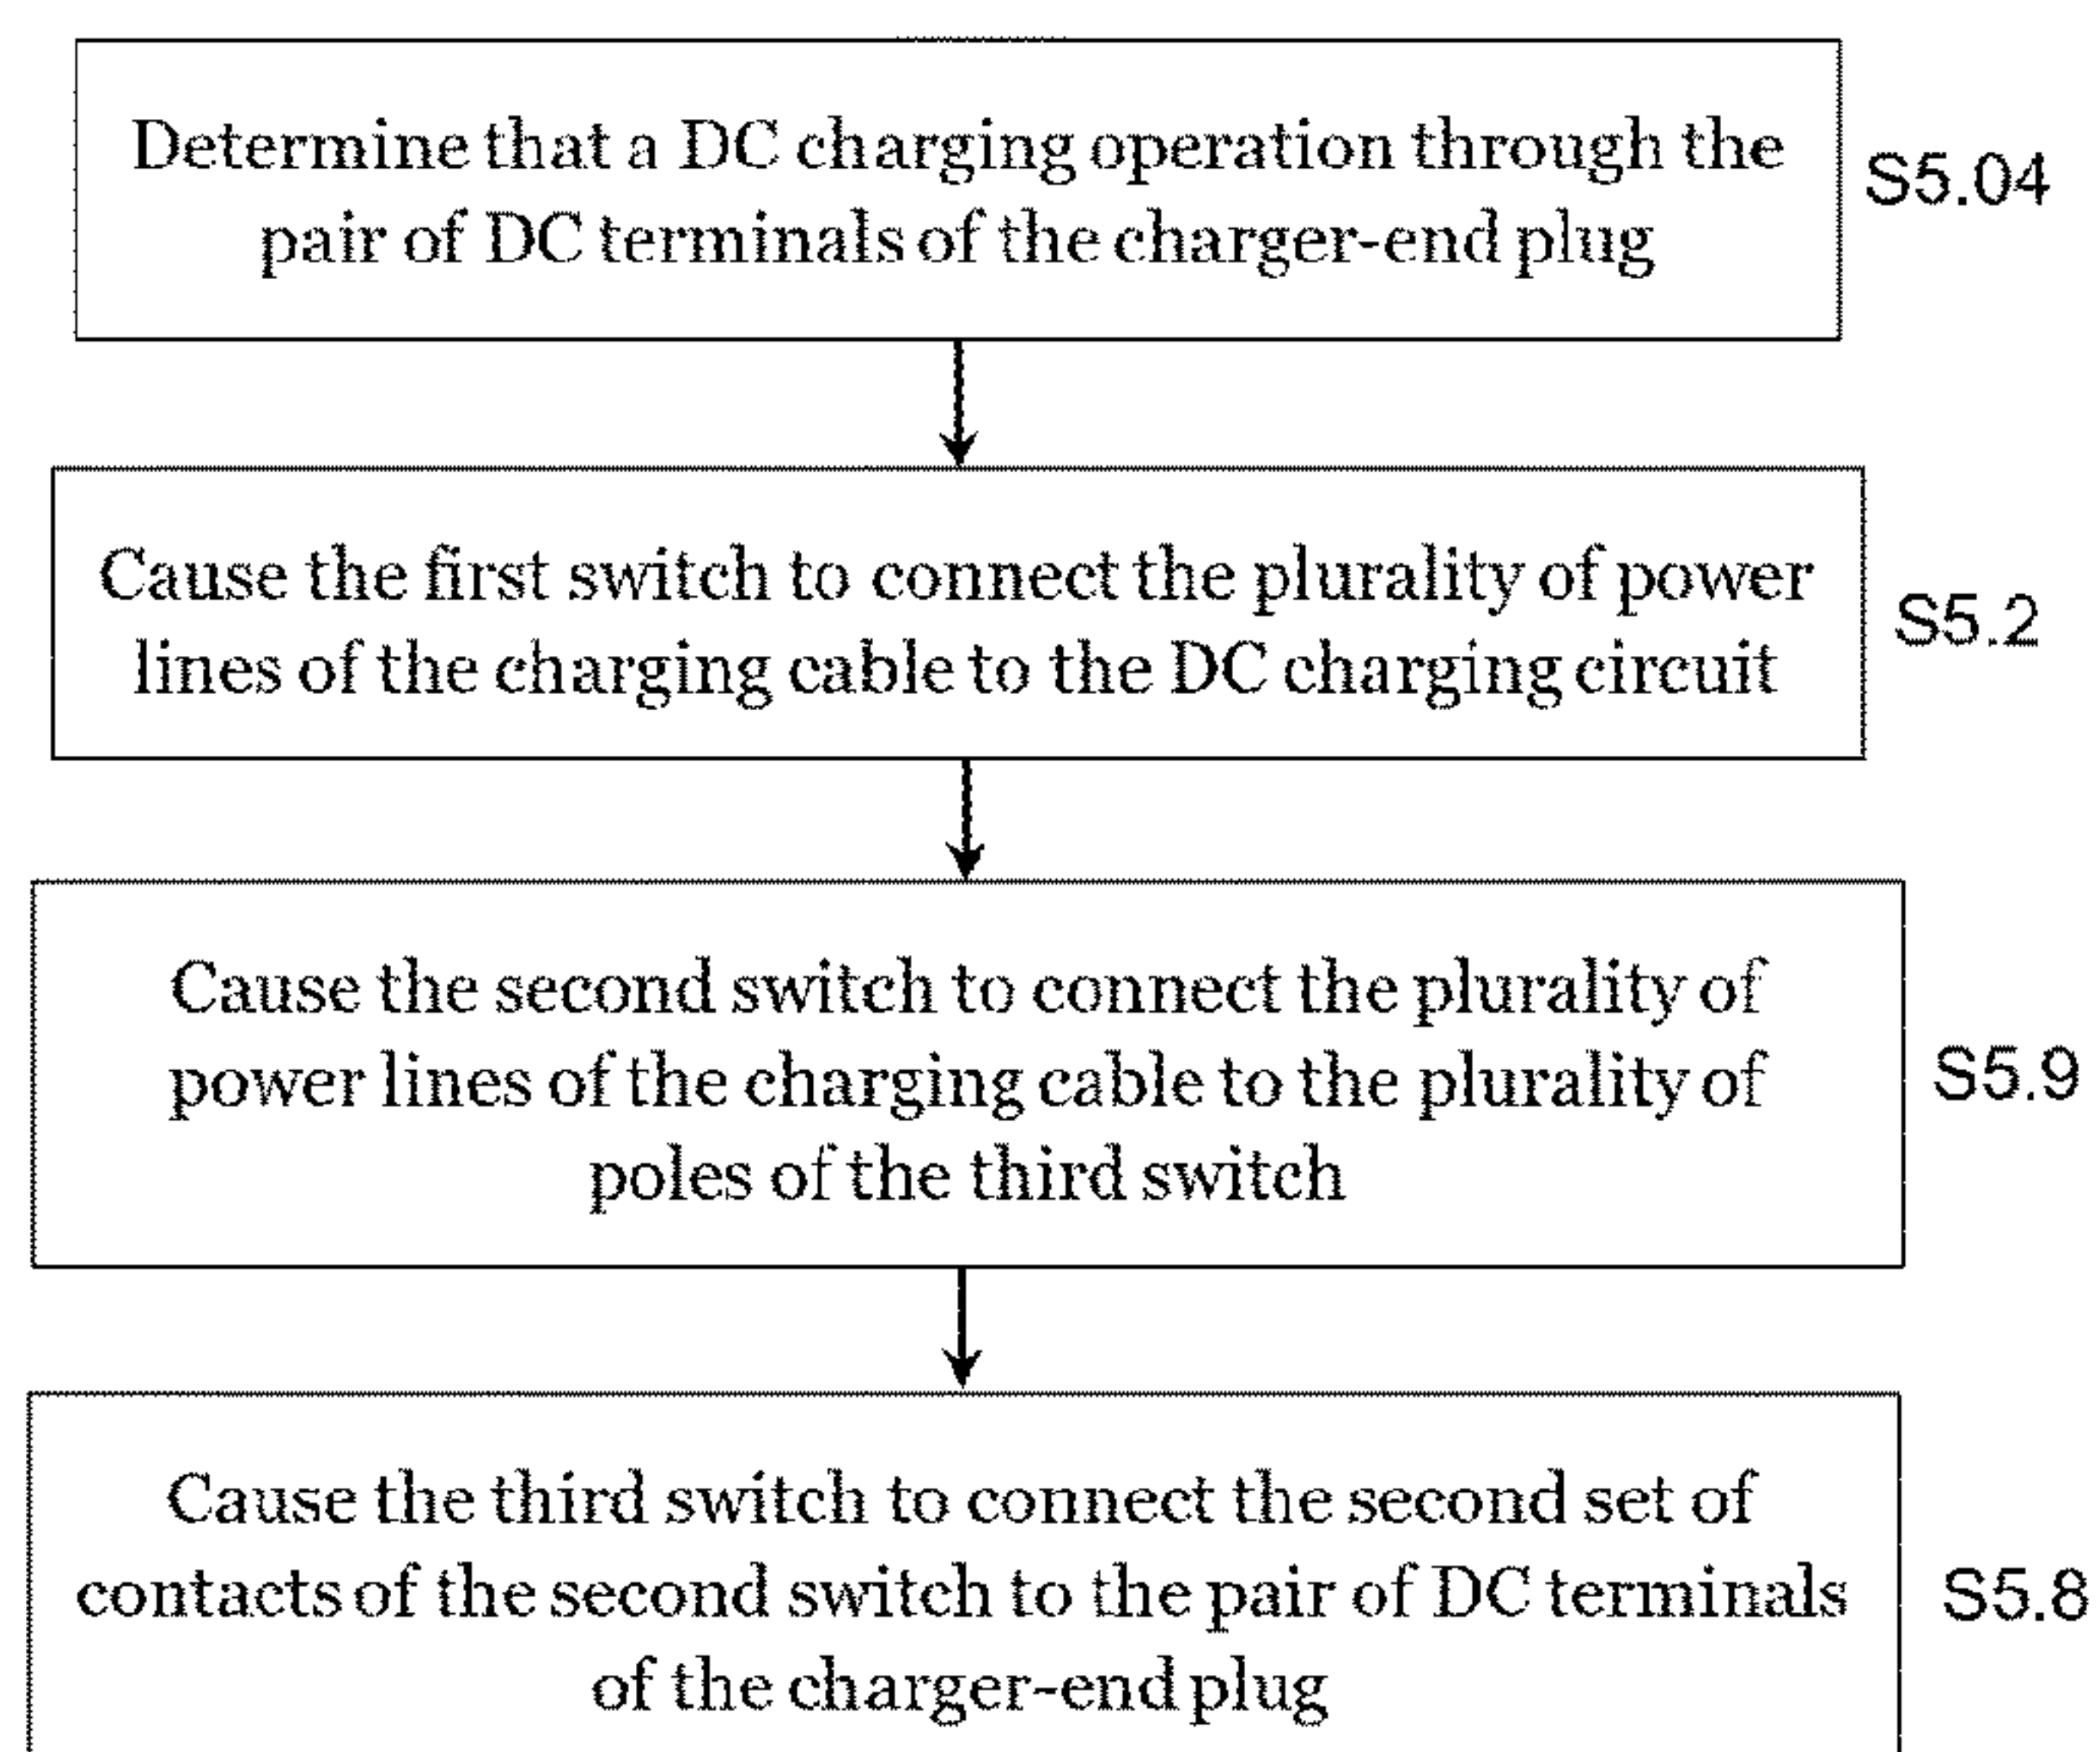 Determine that a DC charging operation through the
pair of DC terminals of the charger-end plug
S5.04
Cause the first switch to connect the plurality of power
lines of the charging cable to the DC charging circuit
S5.2
Cause the second switch to connect the plurality of
power lines of the charging cable to the plurality of
poles of the third switch
S5.9
Cause the third switch to connect the second set of
contacts of the second switch to the pair of DC terminals
of the charger-end plug
S5.8